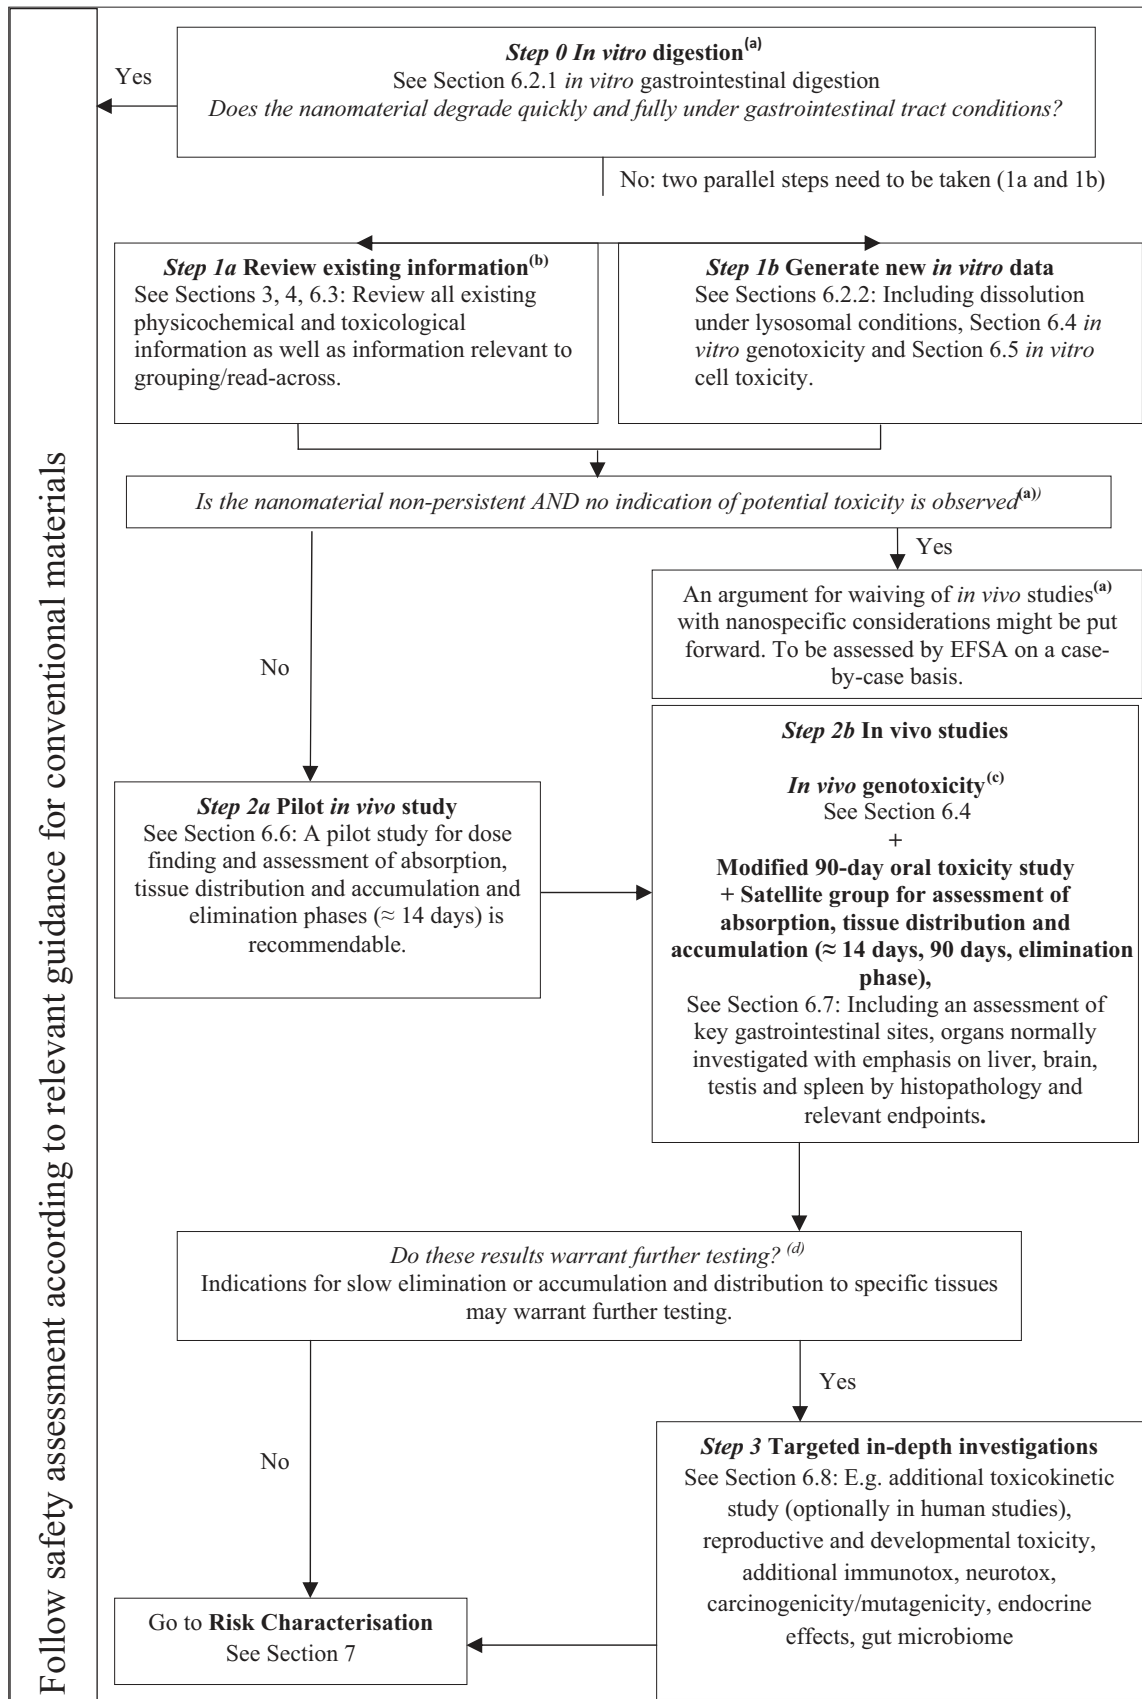 Follow safety assessment according to relevant guidance for conventional materials
Step 0 In vitro digestion(a)
See Section 6.2.1 in vitro gastrointestinal digestion
Does the nanomaterial degrade quickly and fully under gastrointestinal tract conditions?
Yes
No: two parallel steps need to be taken (1a and 1b)
Step 1a Review existing information(b)
See Sections 3, 4, 6.3: Review all existing
physicochemical and toxicological
information as well as information relevant to
grouping/read-across.
Step 1b Generate new in vitro data
See Sections 6.2.2: Including dissolution
under lysosomal conditions, Section 6.4 in
vitro genotoxicity and Section 6.5 in vitro
cell toxicity.
Is the nanomaterial non-persistent AND no indication of potential toxicity is observed(a))
Yes
An argument for waiving of in vivo studies(a)
with nanospecific considerations might be put
forward. To be assessed by EFSA on a case-
by-case basis.
No
Step 2a Pilot in vivo study
See Section 6.6: A pilot study for dose
finding and assessment of absorption,
tissue distribution and accumulation and
elimination phases (≈ 14 days) is
recommendable.
Step 2b In vivo studies
In vivo genotoxicity(c)
See Section 6.4
+
Modified 90-day oral toxicity study
+ Satellite group for assessment of
absorption, tissue distribution and
accumulation (≈ 14 days, 90 days, elimination
phase),
See Section 6.7: Including an assessment of
key gastrointestinal sites, organs normally
investigated with emphasis on liver, brain,
testis and spleen by histopathology and
relevant endpoints.
Do these results warrant further testing? (d)
Indications for slow elimination or accumulation and distribution to specific tissues
may warrant further testing.
Yes
No
Step 3 Targeted in-depth investigations
See Section 6.8: E.g. additional toxicokinetic
study (optionally in human studies),
reproductive and developmental toxicity,
additional immunotox, neurotox,
carcinogenicity/mutagenicity, endocrine
effects, gut microbiome
Go to Risk Characterisation
See Section 7